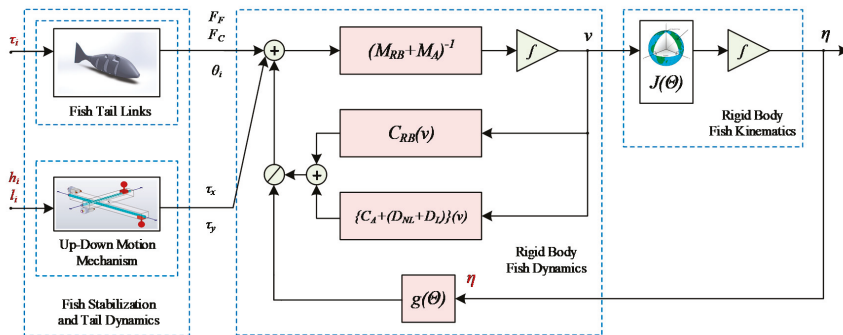 τi
Fish Tail Links
FF
FC
θi
hi
li
Up-Down Motion
Mechanism
τx
τy
Fish Stabilization
and Tail Dynamics
+
(MRB+MA)-1
∫
ν
CRB(ν)
+
{CA+(DNL+DL)}(ν)
Rigid Body
Fish Dynamics
g(Θ)
η
J(Θ)
∫
Rigid Body
Fish Kinematics
η